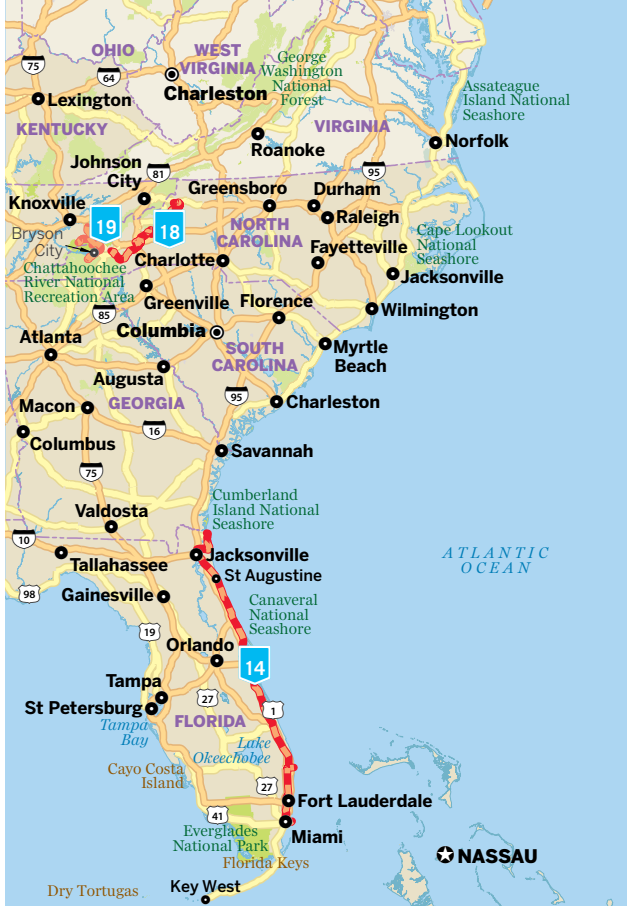 OHIO
WEST
VIRGINIA
George
Washington
National
Forest
75
64
Charleston
Lexington
Assateague
Island National
Seashore
KENTUCKY
VIRGINIA
Roanoke
Norfolk
Johnson
City
81
95
Knoxville
Greensboro
Durham
Raleigh
19
18
NORTH
CAROLINA
Cape Lookout
National
Seashore
Bryson
City
Charlotte
Fayetteville
Chattahoochee
River National
Recreation Area
Jacksonville
Greenville
Florence
Wilmington
85
Columbia
Atlanta
SOUTH
CAROLINA
Myrtle
Beach
Augusta
95
Charleston
Macon
GEORGIA
16
Columbus
Savannah
75
Cumberland
Island National
Seashore
Valdosta
10
Jacksonville
ATLANTIC
OCEAN
Tallahassee
St Augustine
98
Gainesville
Canaveral
National
Seashore
19
Orlando
14
Tampa
27
St Petersburg
1
FLORIDA
Tampa
Bay
Lake
Okeechobee
Cayo Costa
Island
27
Fort Lauderdale
41
Miami
Everglades
National Park
NASSAU
Florida Keys
Dry Tortugas
Key West